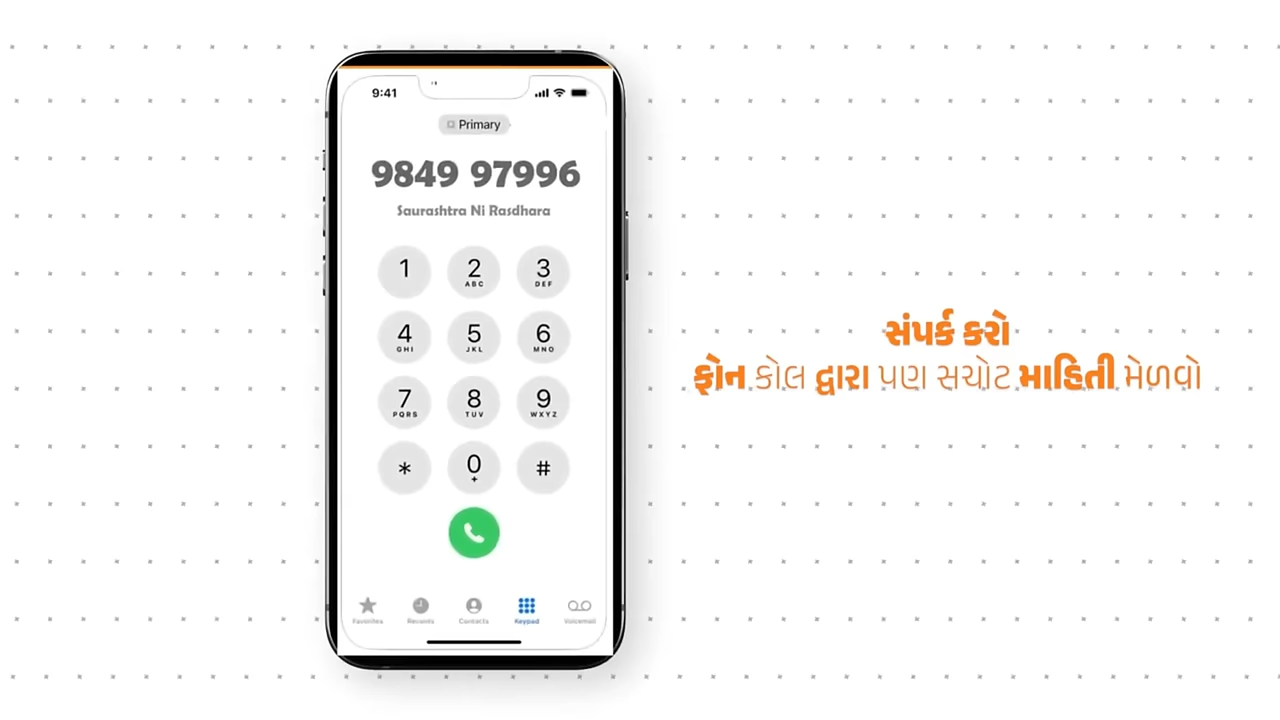 9:41
Primary
9849 97996
Saurashtra Ni Rasdhara
1
2
ABC
3
DEF
4
GHI
5
JKL
6
MNO
7
PQRS
8
TUV
9
WXYZ
*
0
+
#
Favorites
Recents
Contacts
Keypad
Voicemail
સંપર્ક કરો
ફોન કોલ દ્વારા પણ સચોટ માહિતી મેળવો